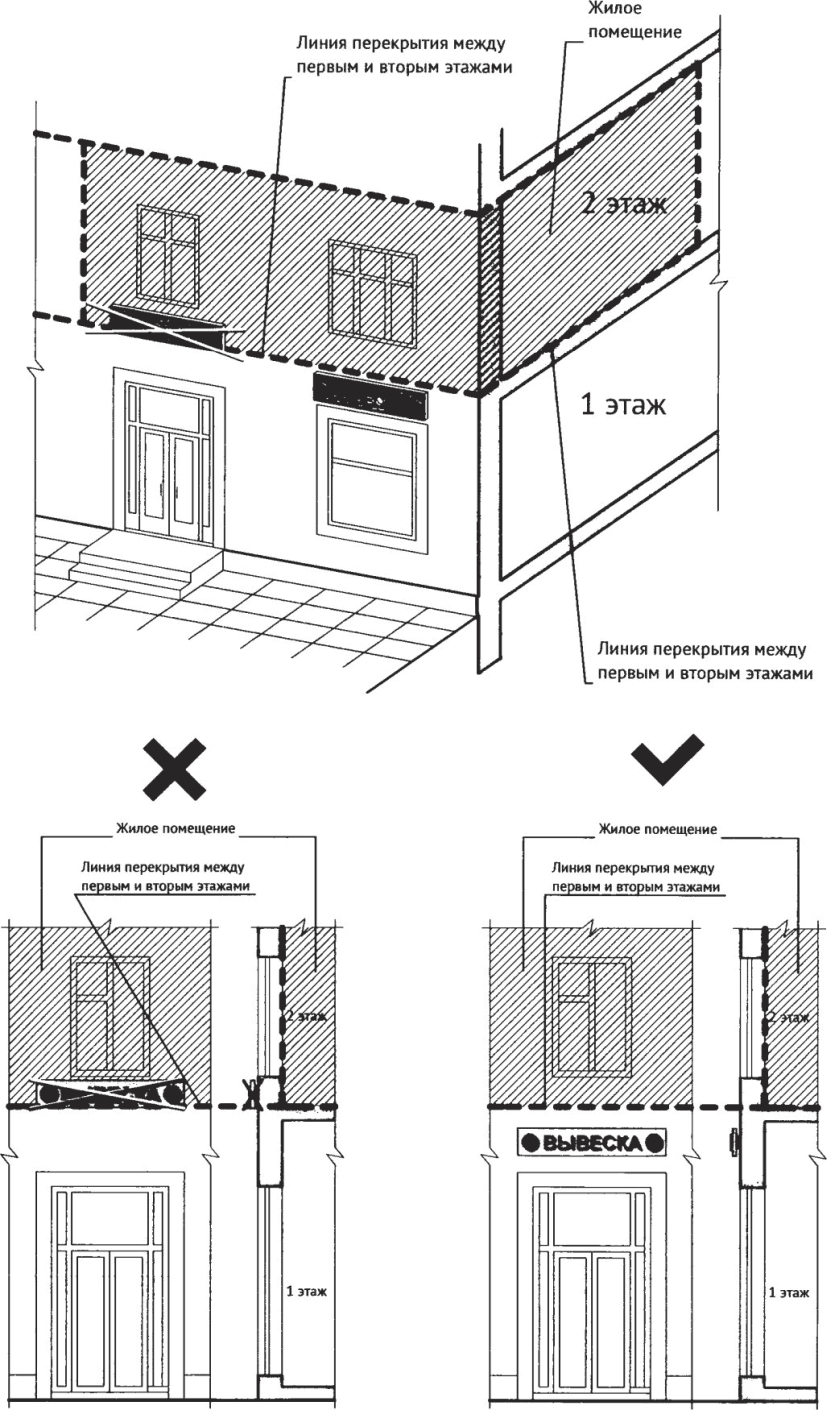 Жилое
помещение
Линия перекрытия между
первым и вторым этажами
2 этаж
1 этаж
Линия перекрытия между
первым и вторым этажами
Жилое помещение
Линия перекрытия между
первым и вторым этажами
2 этаж
1 этаж
Жилое помещение
Линия перекрытия между
первым и вторым этажами
2 этаж
ВЫВЕСКА
1 этаж